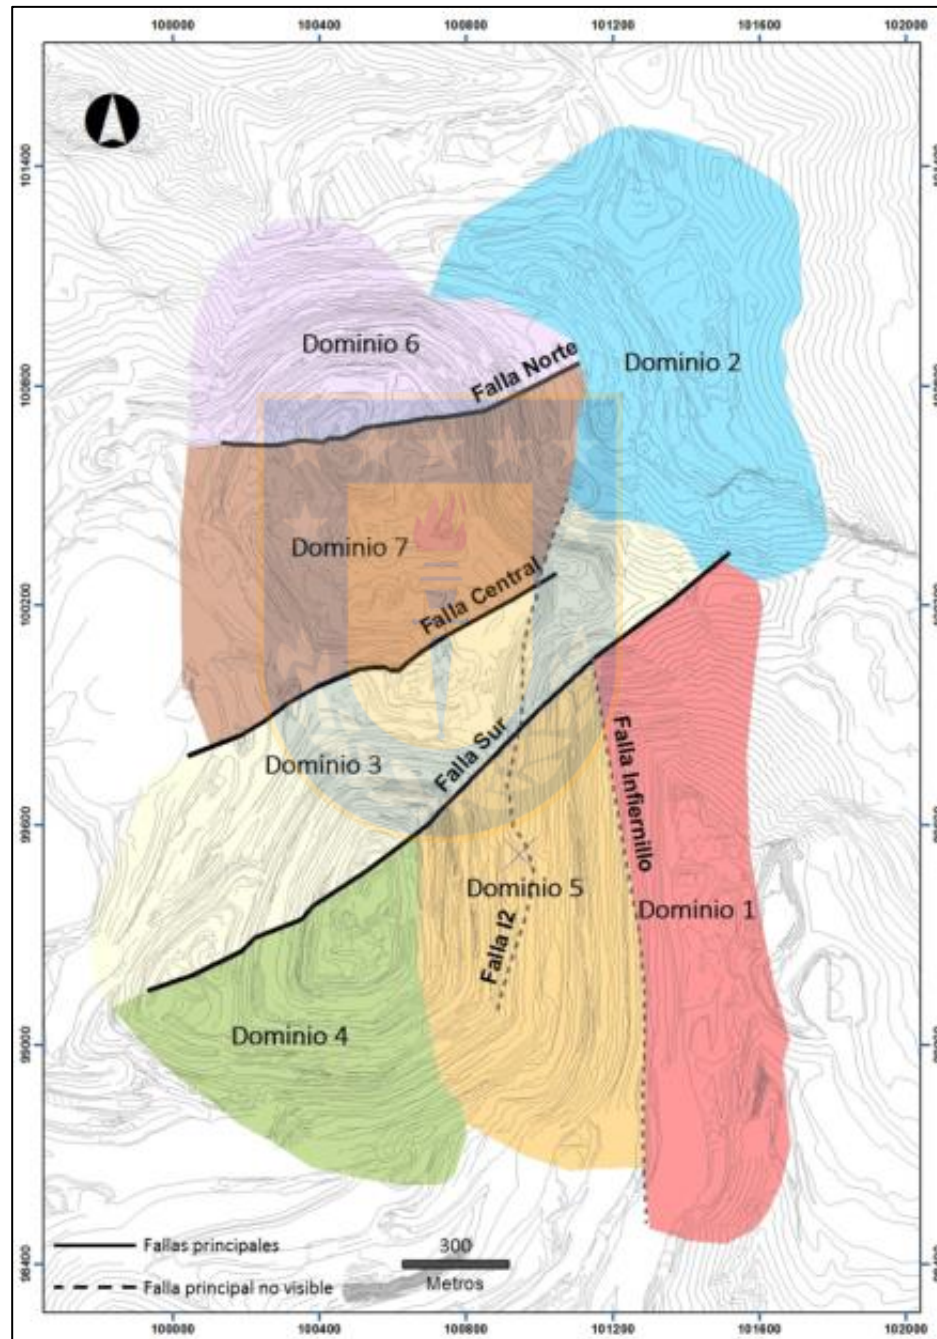 100000 100400 100800 101200 101600 102000
101400
Dominio 6
Dominio 2
Falla Norte
100800
Dominio 7
Falla Central
100200
Dominio 3
Falla Sur
Falla Infiernillo
99600
Dominio 5
Dominio 1
Falla I2
Dominio 4
99000
Fallas principales
300
Metros
Falla principal no visible
98400
100000 100400 100800 101200 101600 102000